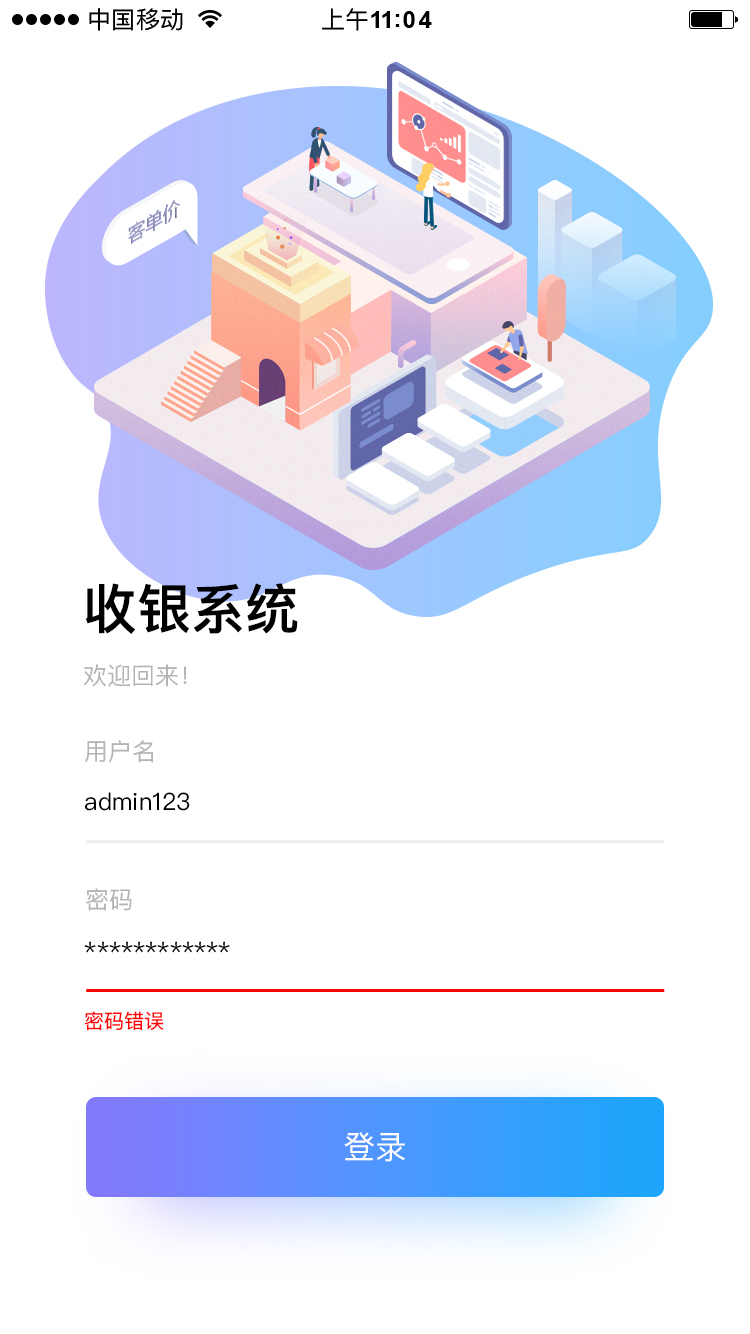 中国移动
上午11:04
客单价
收银系统
欢迎回来！
用户名
admin123
密码
************
密码错误
登录